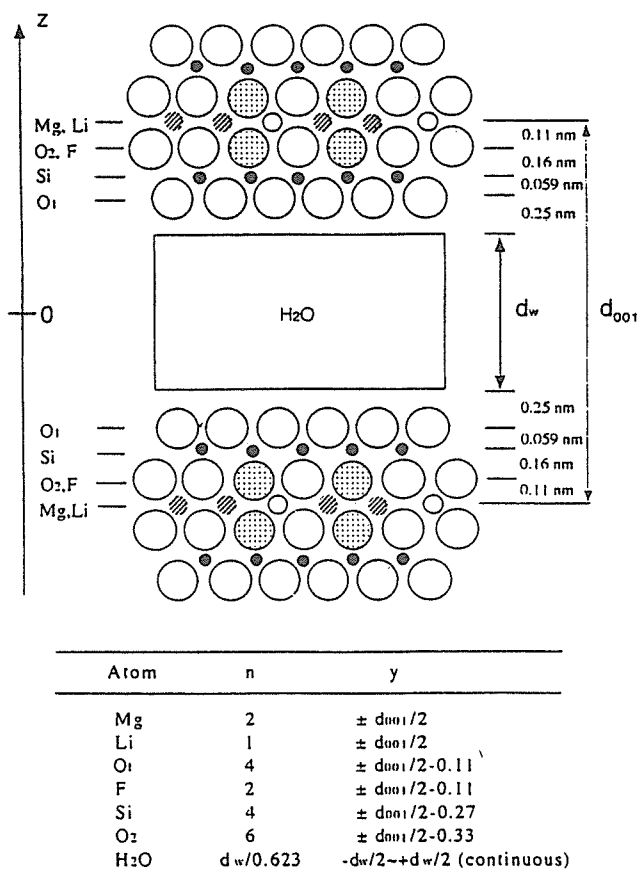 Z
Mg, Li
O2, F
Si
O1
0.11 nm
0.16 nm
0.059 nm
0.25 nm
0
H2O
dw
d001
O1
Si
O2,F
Mg,Li
0.25 nm
0.059 nm
0.16 nm
0.11 nm
Atom n y
Mg 2 ± d001/2
Li 1 ± d001/2
O1 4 ± d001/2-0.11
F 2 ± d001/2-0.11
Si 4 ± d001/2-0.27
O2 6 ± d001/2-0.33
H2O dw/0.623 -dw/2~+dw/2 (continuous)